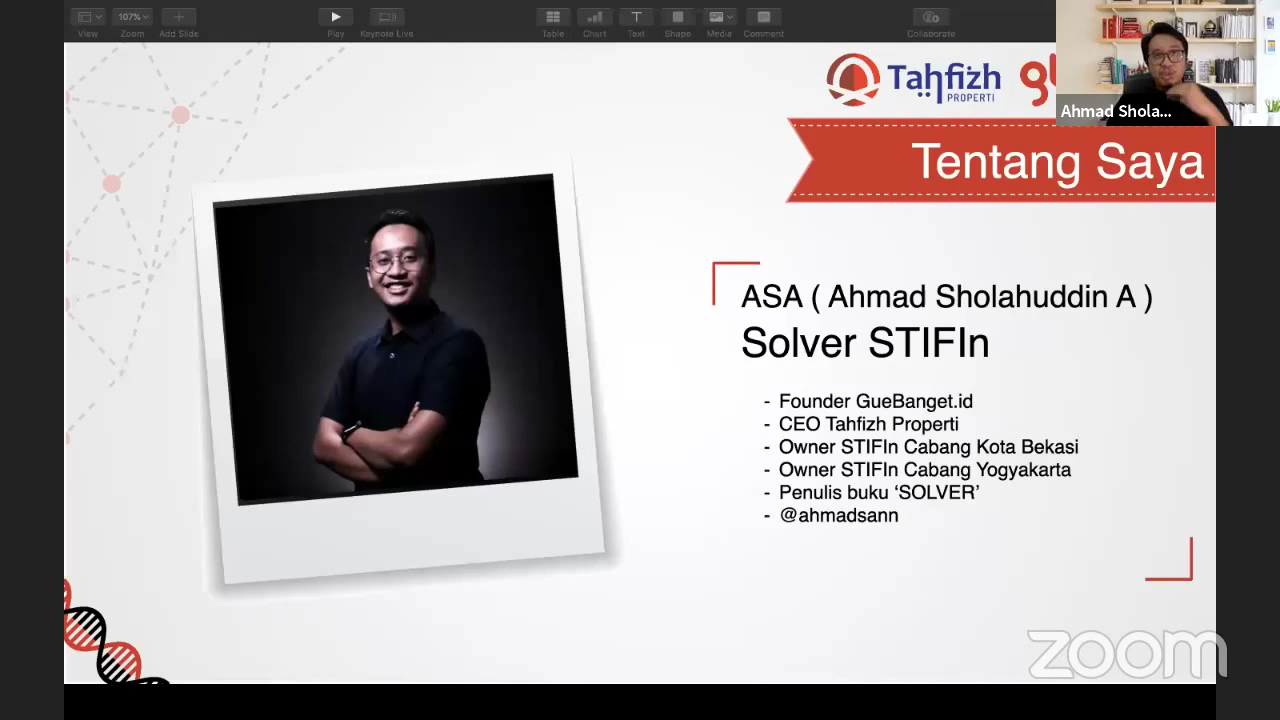 View
107%
Zoom
Add Slide
Play
Keynote Live
Table
Chart
Text
Shape
Media
Comment
Collaborate
Tahfizh
PROPERTI
Ahmad Shola...
Tentang Saya
ASA ( Ahmad Sholahuddin A )
Solver STIFIn
- Founder GueBanget.id
- CEO Tahfizh Properti
- Owner STIFIn Cabang Kota Bekasi
- Owner STIFIn Cabang Yogyakarta
- Penulis buku ‘SOLVER’
- @ahmadsann
zoom